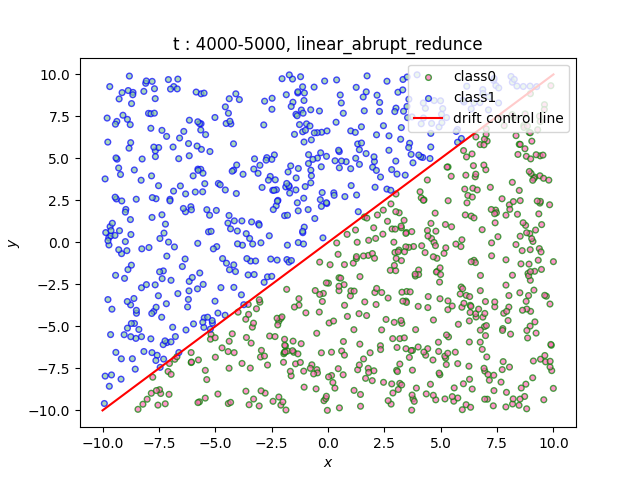 t : 4000-5000, linear_abrupt_redunce
class0
class1
drift control line
10.0
7.5
5.0
2.5
0.0
−2.5
−5.0
−7.5
−10.0
y
−10.0 −7.5 −5.0 −2.5 0.0 2.5 5.0 7.5 10.0
x